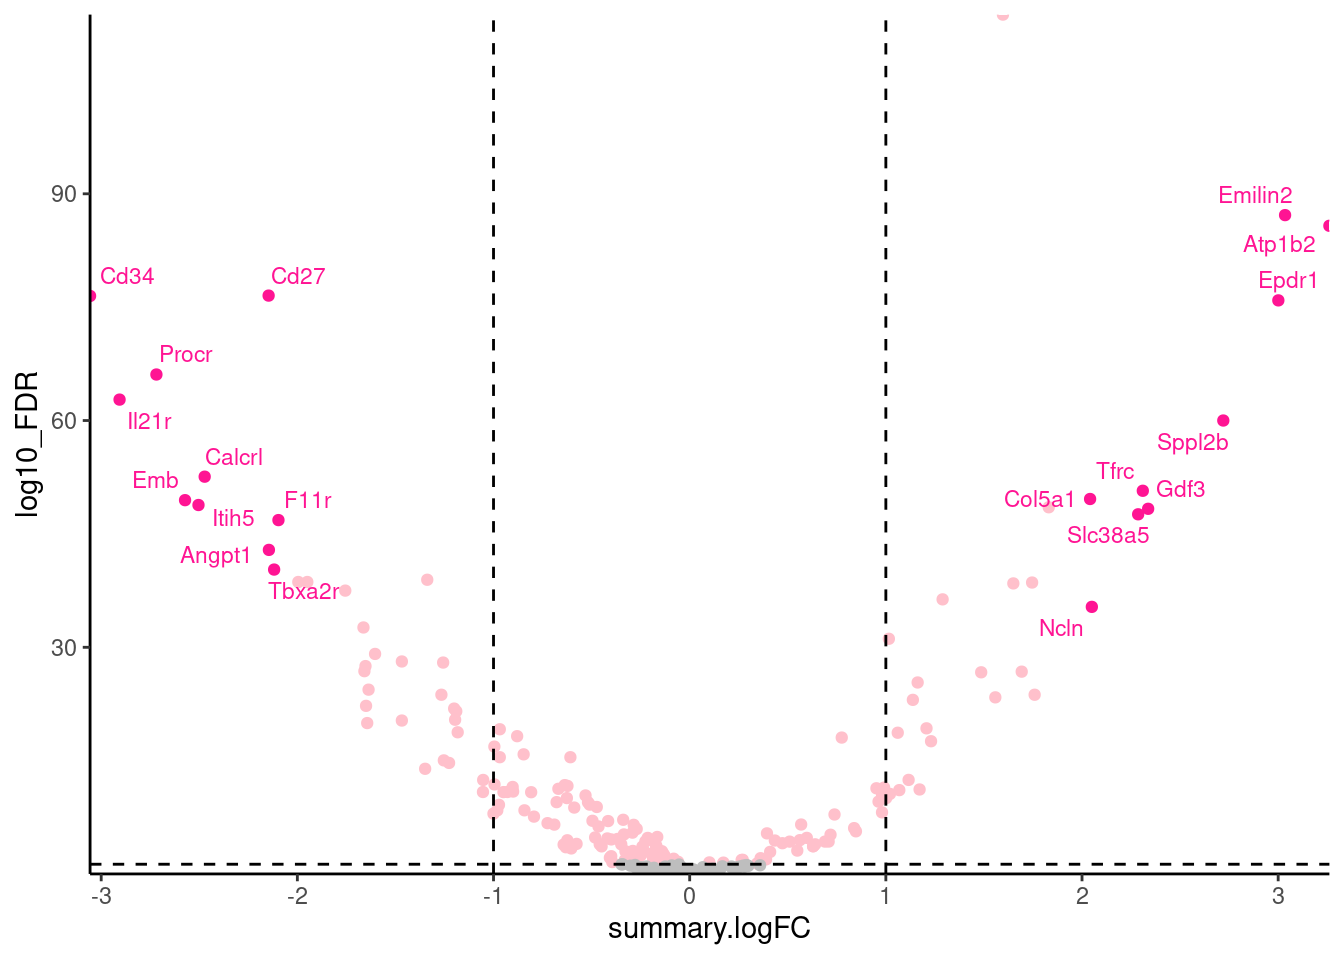 90
Emilin2
Atp1b2
Cd34
Cd27
Epdr1
Procr
log10_FDR
60
Il21r
Sppl2b
Calcrl
Tfrc
Emb
Gdf3
F11r
Col5a1
Itih5
Slc38a5
Angpt1
Tbxa2r
Ncln
30
-3
-2
-1
0
1
2
3
summary.logFC